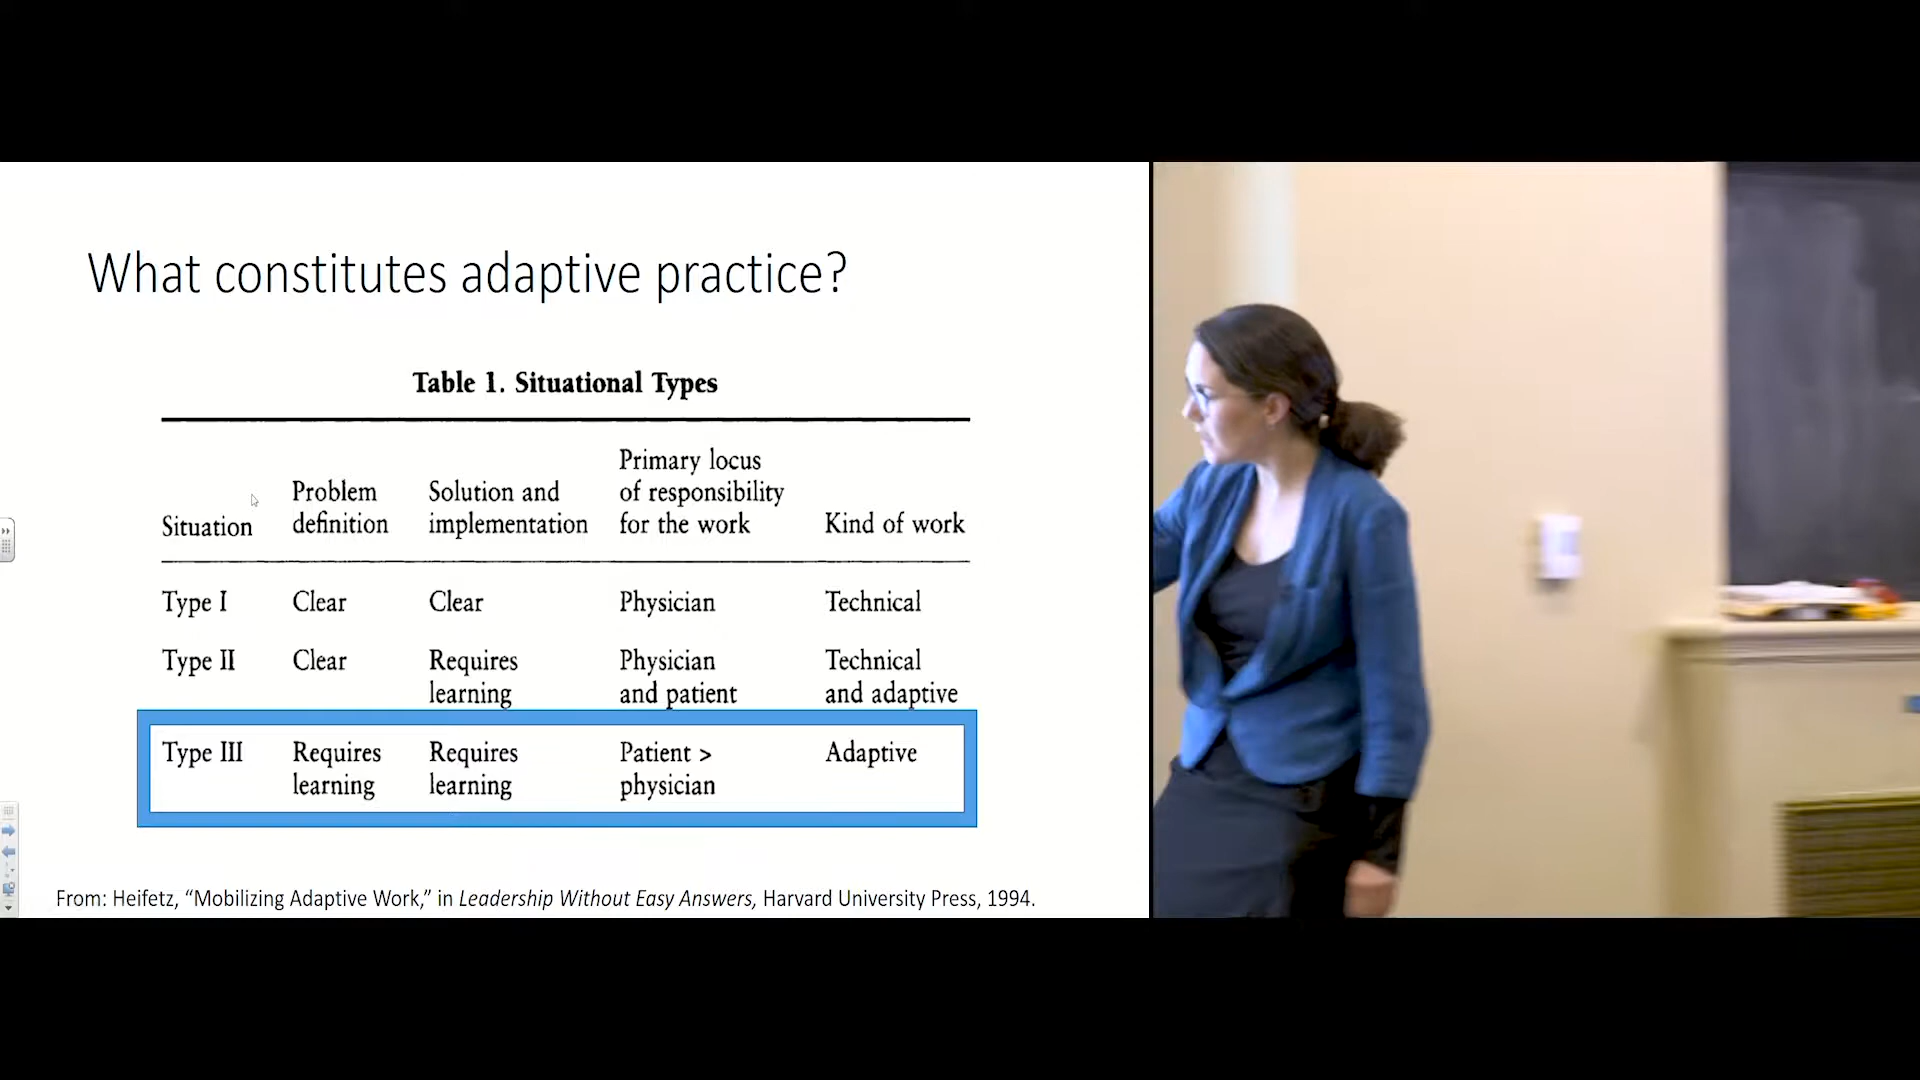 What constitutes adaptive practice?
Table 1. Situational Types
Situation
Problem
definition
Solution and
implementation
Primary locus
of responsibility
for the work
Kind of work
Type I Clear Clear Physician Technical
Type II Clear Requires Physician Technical
learning and patient and adaptive
Type III Requires Requires Patient > Adaptive
learning learning physician
From: Heifetz, “Mobilizing Adaptive Work,” in Leadership Without Easy Answers, Harvard University Press, 1994.